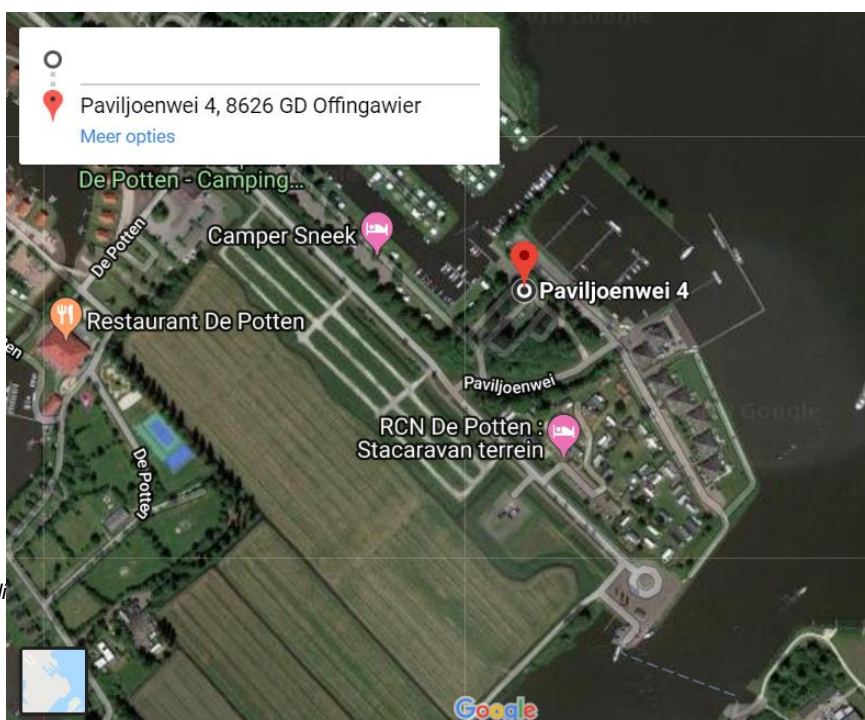 Paviljoenwei 4, 8626 GD Offingawier
Meer opties
De Potten - Camping...
De Potten
Camper Sneek
Paviljoenwei 4
Restaurant De Potten
Paviljoenwei
RCN De Potten :
Stacaravan terrein
De Potten
Google
Google